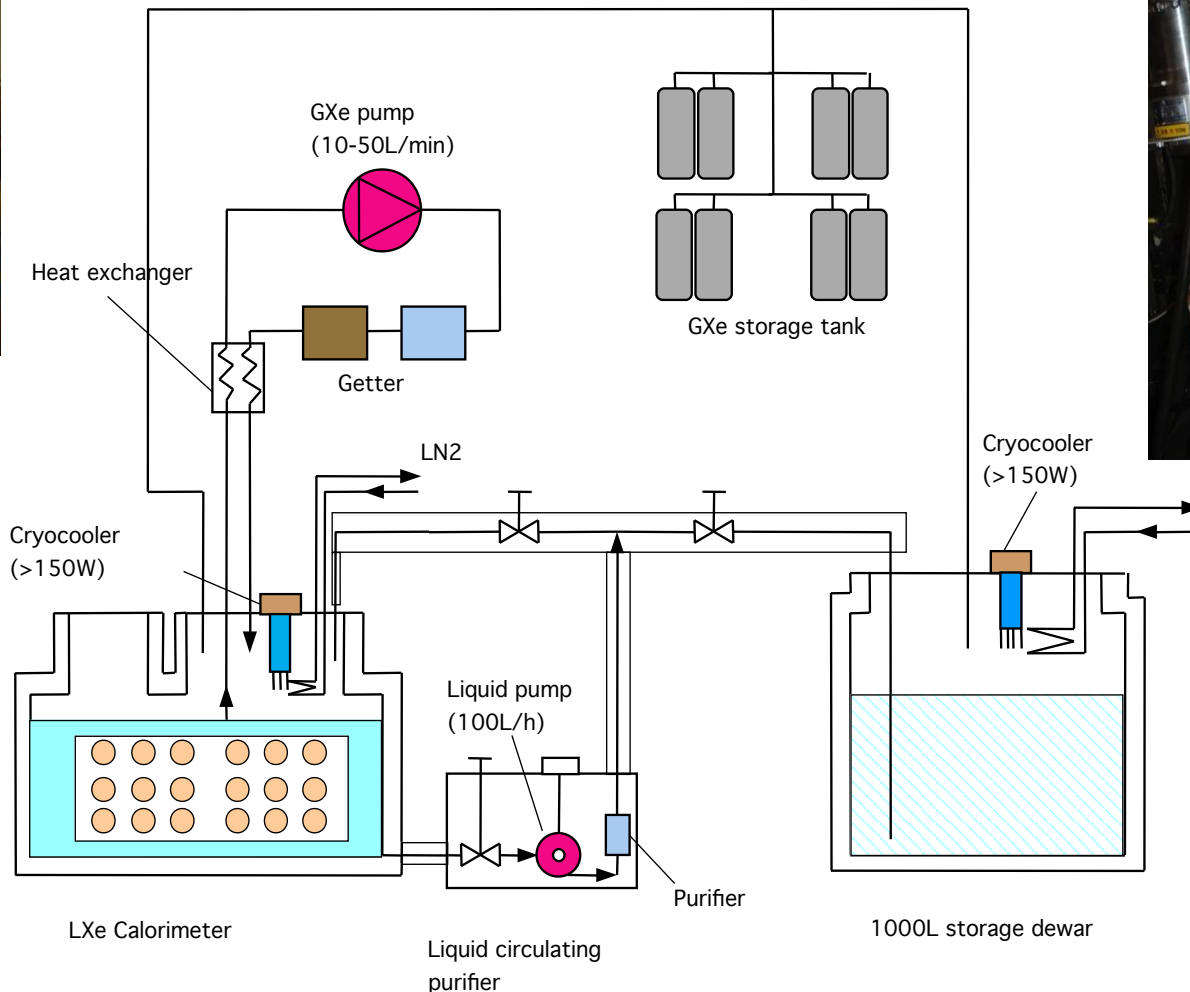 GXe pump
(10-50L/min)
Heat exchanger
Getter
GXe storage tank
LN2
Cryocooler
(>150W)
Cryocooler
(>150W)
Liquid pump
(100L/h)
Purifier
LXe Calorimeter
Liquid circulating
purifier
1000L storage dewar